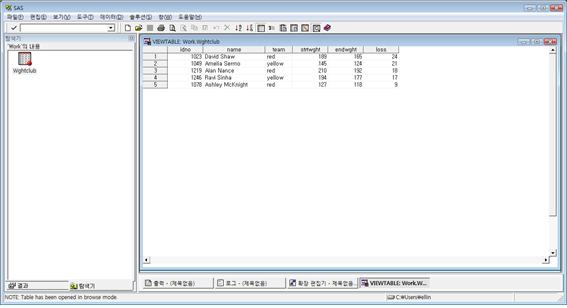 SAS
파일(F) 편집(E) 보기(V) 도구(T) 데이터(D) 솔루션(S) 창(W) 도움말(H)
탐색기
'Work'의 내용
Wghtclub
VIEWTABLE: Work.Wghtclub
idno name team strtwght endwght loss
1 1023 David Shaw red 189 165 24
2 1049 Amelia Serrno yellow 145 124 21
3 1219 Alan Nance red 210 192 18
4 1246 Ravi Sinha yellow 194 177 17
5 1078 Ashley McKnight red 127 118 9
결과 탐색기
출력 - (제목없음) 로그 - (제목없음) 확장 편집기 - 제목없... VIEWTABLE: Work.W...
NOTE: Table has been opened in browse mode. C:₩Users₩ellin